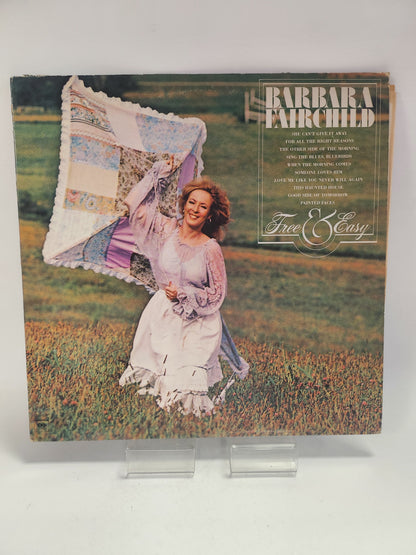 BARBARA
FAIRCHILD
SHE CAN'T GIVE IT AWAY
FOR ALL THE RIGHT REASONS
THE OTHER SIDE OF THE MORNING
SING THE BLUES, BLUEBIRDS
WHEN THE MORNING COMES
SOMEONE LOVES HIM
LOVE ME LIKE YOU NEVER WILL AGAIN
THIS HAUNTED HOUSE
GOOD SIDE OF TOMORROW
PAINTED FACES
Free & Easy